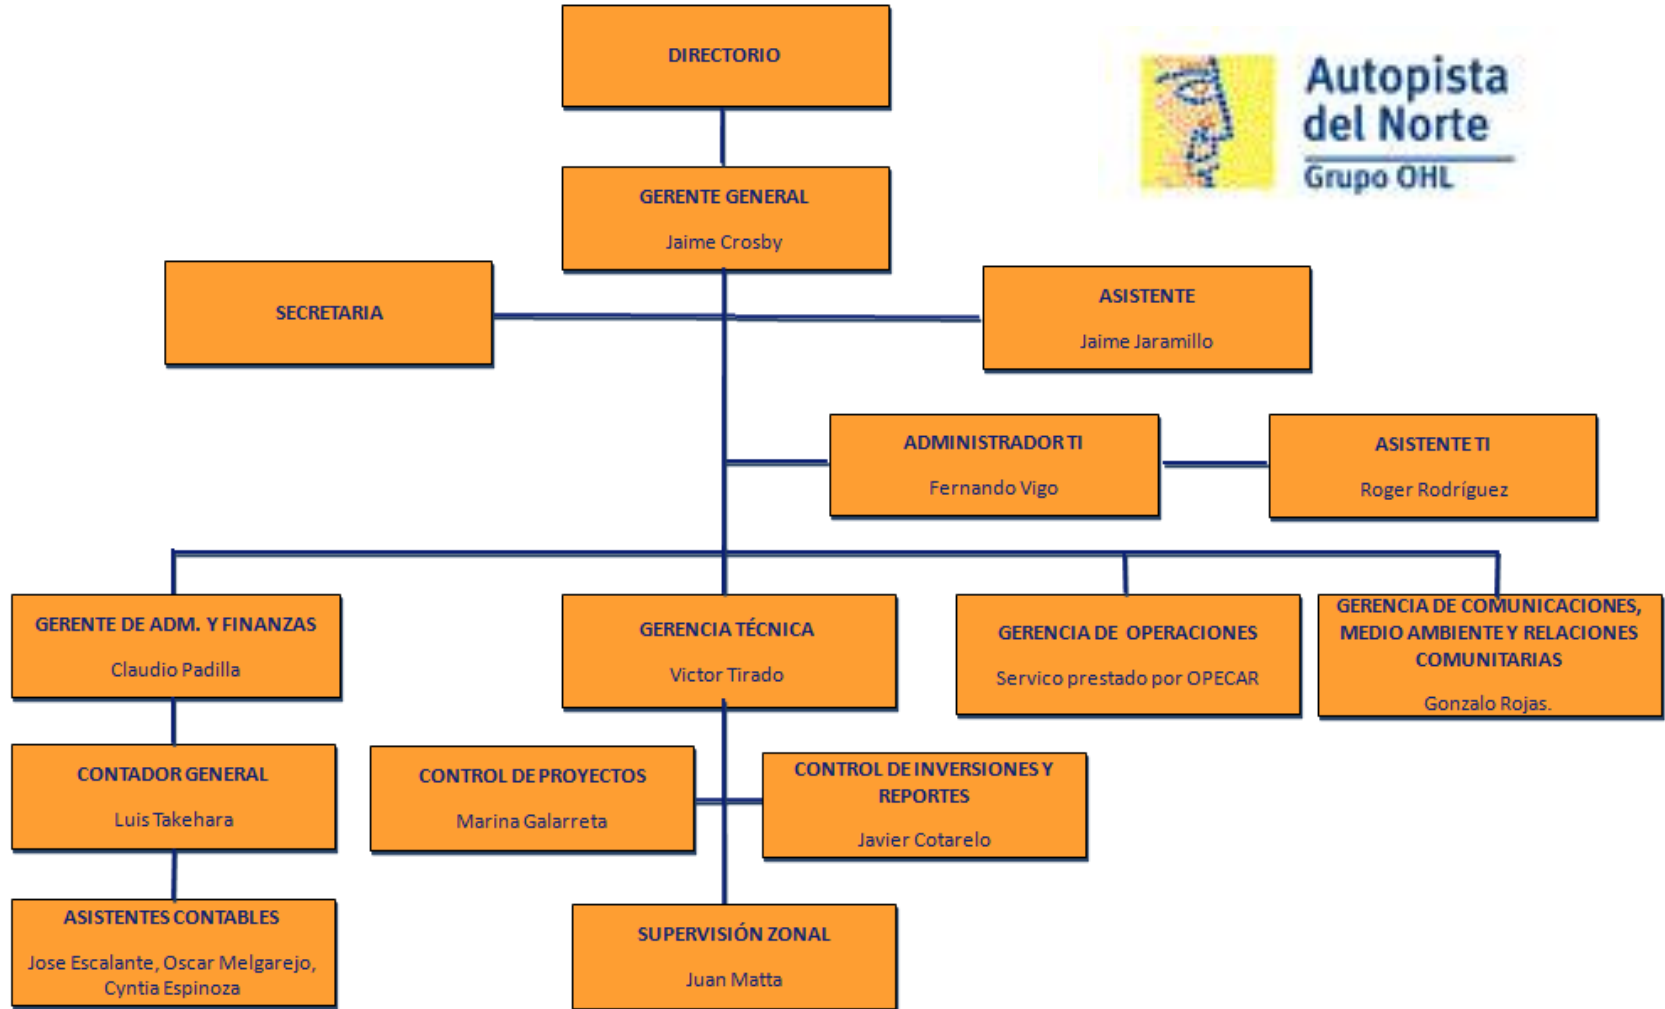 DIRECTORIO
Autopista
del Norte
Grupo OHL
GERENTE GENERAL
Jaime Crosby
SECRETARIA
ASISTENTE
Jaime Jaramillo
ADMINISTRADOR TI
Fernando Vigo
ASISTENTE TI
Roger Rodríguez
GERENTE DE ADM. Y FINANZAS
Claudio Padilla
GERENCIA TÉCNICA
Victor Tirado
GERENCIA DE OPERACIONES
Servico prestado por OPECAR
GERENCIA DE COMUNICACIONES,
MEDIO AMBIENTE Y RELACIONES
COMUNITARIAS
Gonzalo Rojas.
CONTADOR GENERAL
Luis Takehara
CONTROL DE PROYECTOS
Marina Galarreta
CONTROL DE INVERSIONES Y
REPORTES
Javier Cotarelo
ASISTENTES CONTABLES
Jose Escalante, Oscar Melgarejo,
Cyntia Espinoza
SUPERVISIÓN ZONAL
Juan Matta